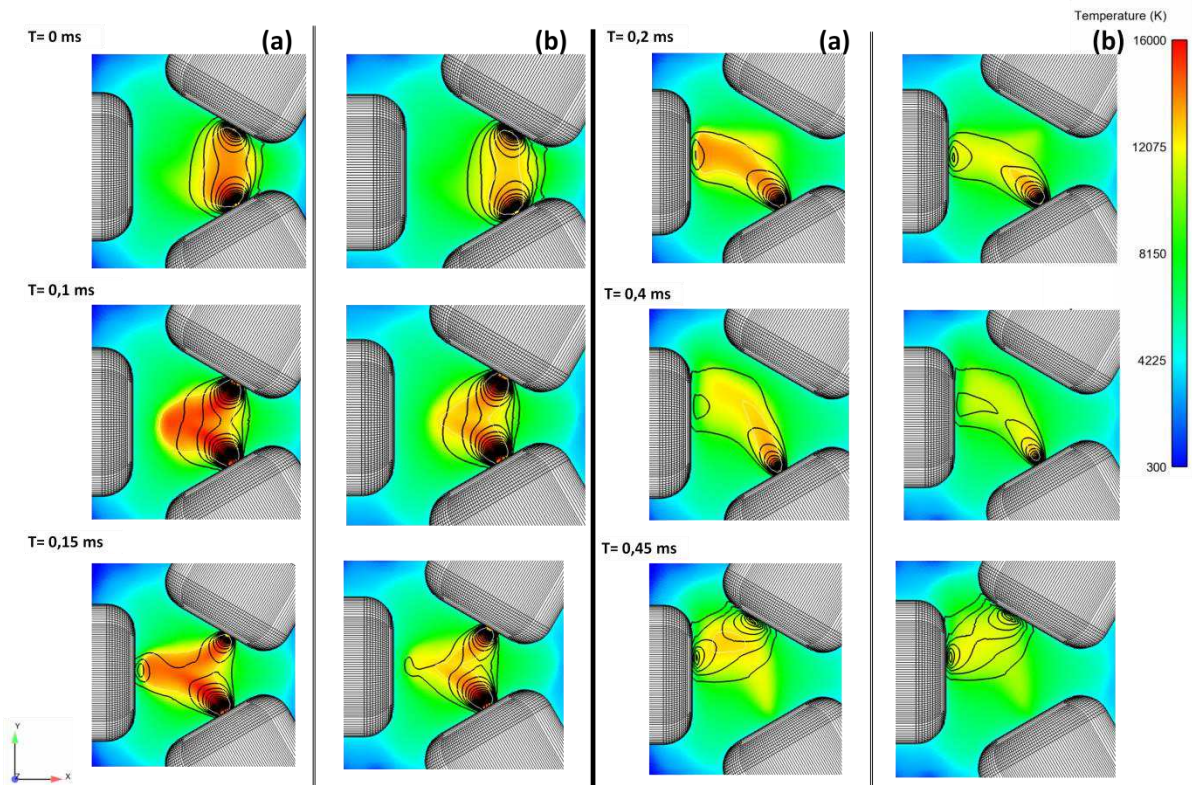 T= 0 ms
(a)
(b)
T= 0,2 ms
(a)
(b)
Temperature (K)
16000
12075
8150
4225
300
T= 0,1 ms
T= 0,4 ms
T= 0,15 ms
T= 0,45 ms
Y
Z
X